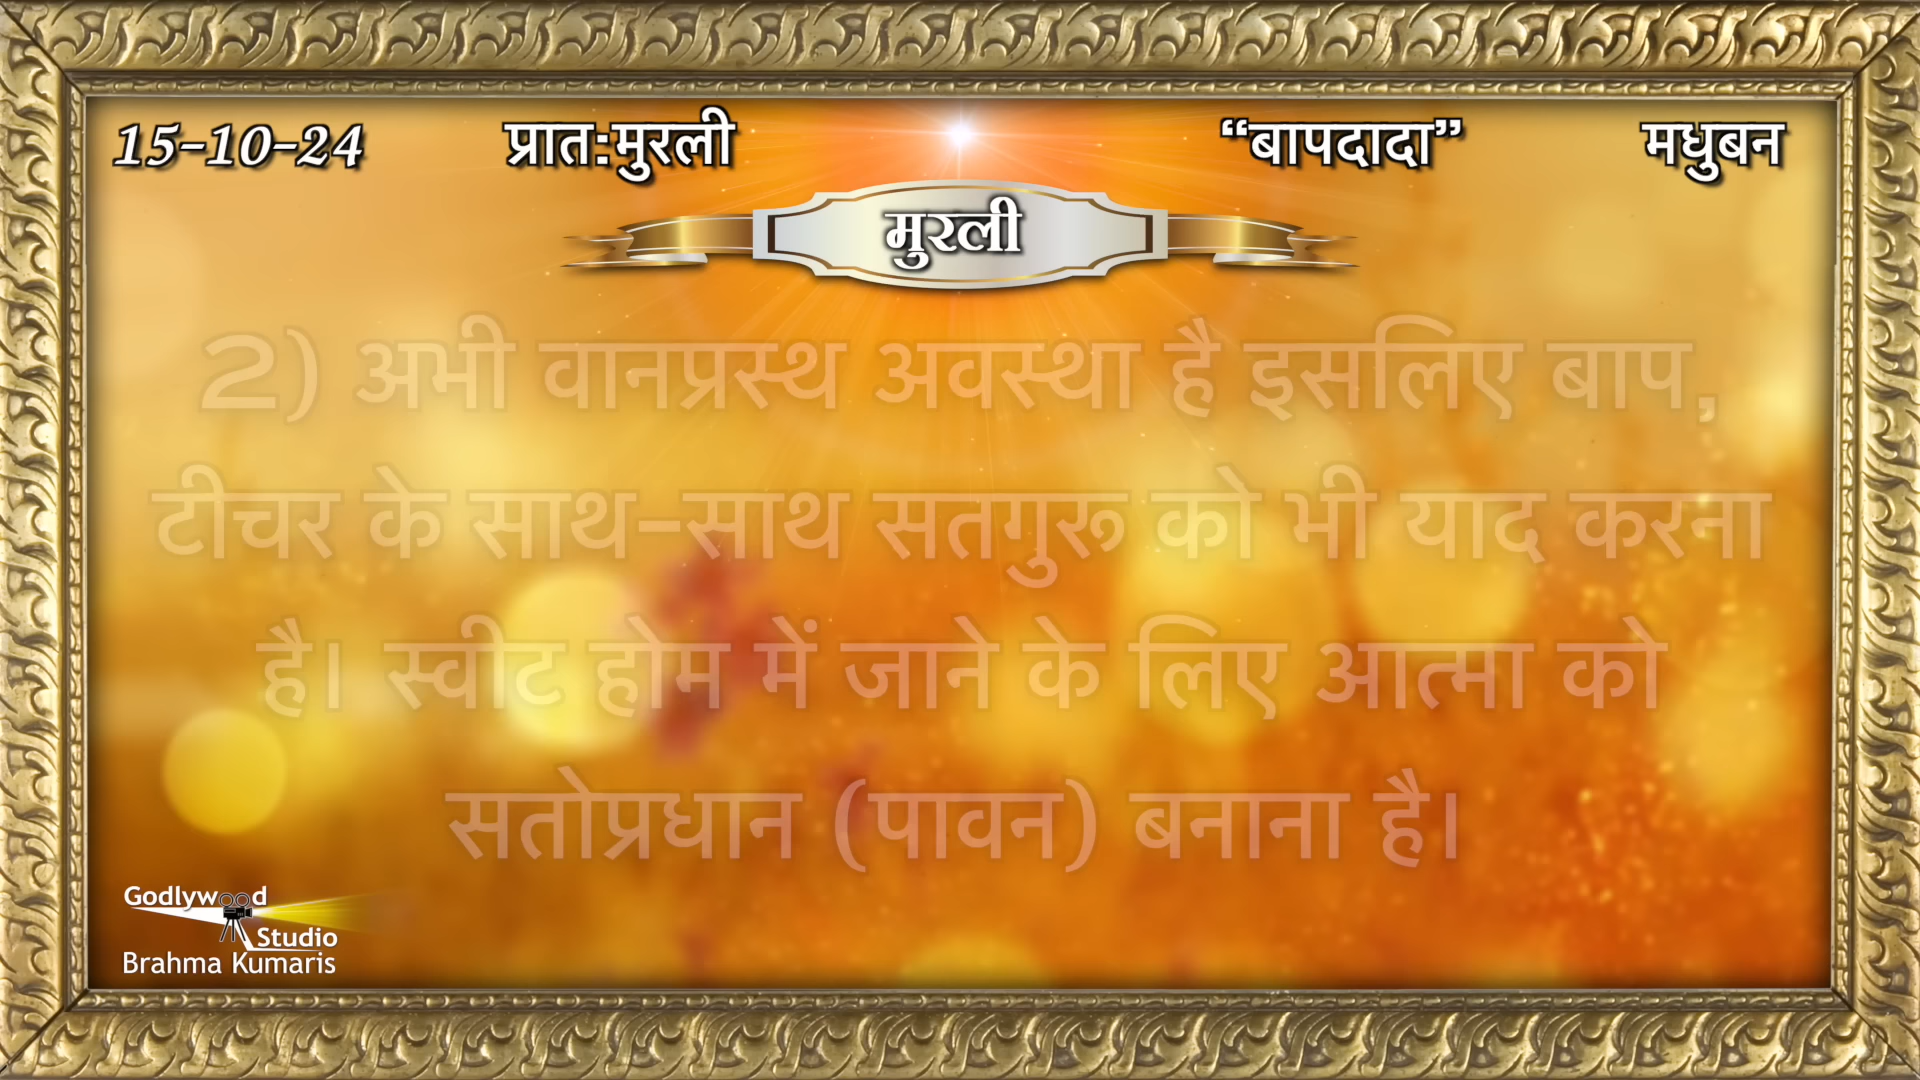 15-10-24 प्रात:मुरली “बापदादा” मधुबन
मुरली
2) अभी वानप्रस्थ अवस्था है इसलिए बाप,
टीचर के साथ-साथ सतगुरू को भी याद करना
है। स्वीट होम में जाने के लिए आत्मा को
सतोप्रधान (पावन) बनाना है।
Godlywood
Studio
Brahma Kumaris